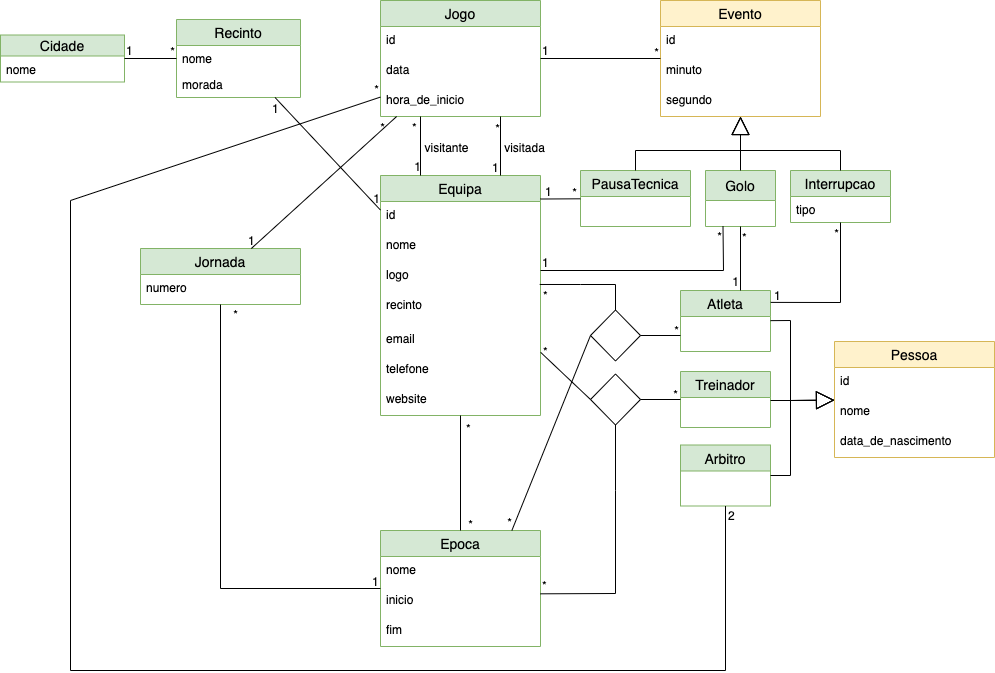 Cidade
nome
1
*
Recinto
nome
morada
1
Jogo
id
data
hora_de_inicio
*
*
*
*
1
*
Evento
id
minuto
segundo
visitante
visitada
1
1
1
Equipa
id
nome
logo
recinto
email
telefone
website
1
*
PausaTecnica
Golo
Interrupcao
tipo
*
*
*
1
1
1
Jornada
numero
1
*
*
*
*
*
Atleta
Treinador
Arbitro
2
Pessoa
id
nome
data_de_nascimento
*
*
*
1
*
Epoca
nome
inicio
fim